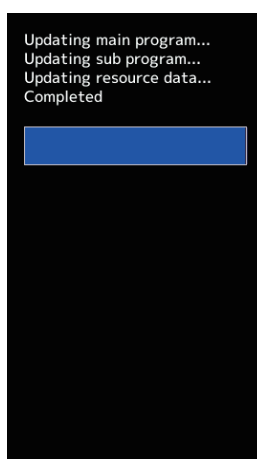 Updating main program...
Updating sub program...
Updating resource data...
Completed